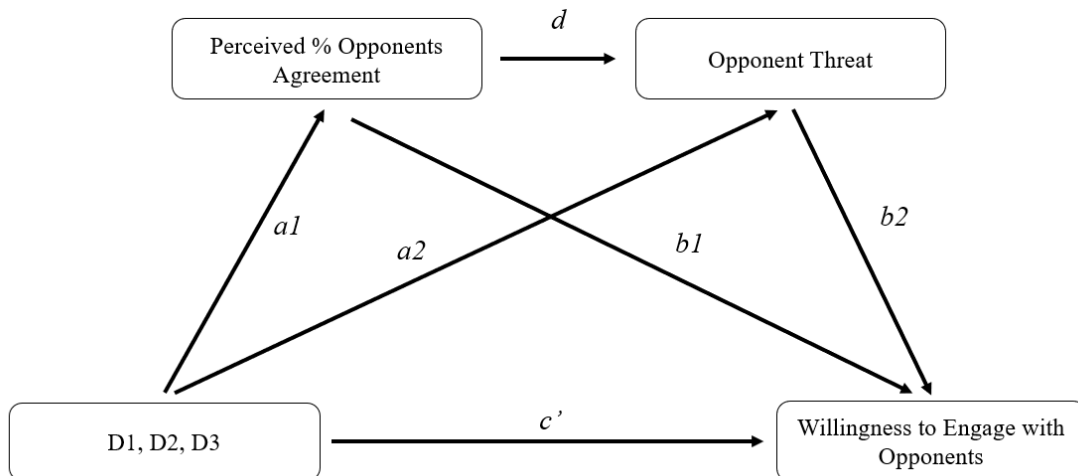 d
Perceived % Opponents
Agreement
Opponent Threat
a1
a2
b1
b2
D1, D2, D3
c’
Willingness to Engage with
Opponents